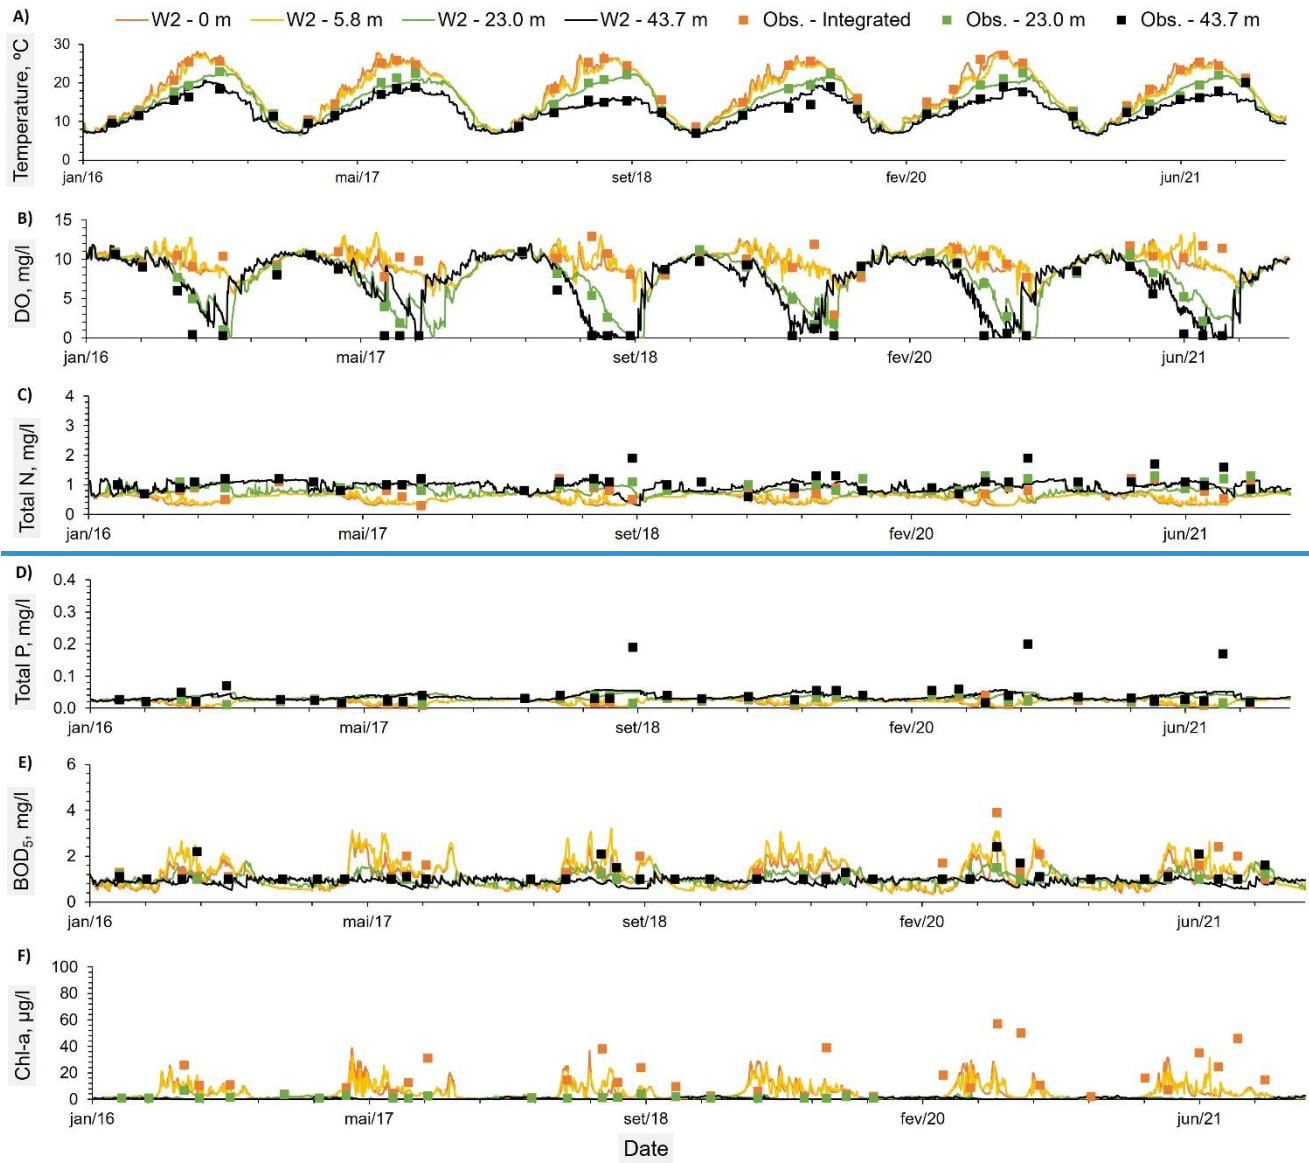 A) W2 - 0 m W2 - 5.8 m W2 - 23.0 m W2 - 43.7 m Obs. - Integrated Obs. - 23.0 m Obs. - 43.7 m
Temperature, ºC
30
20
10
0
jan/16 mai/17 set/18 fev/20 jun/21
B)
DO, mg/l
15
10
5
0
jan/16 mai/17 set/18 fev/20 jun/21
C)
Total N, mg/l
4
3
2
1
0
jan/16 mai/17 set/18 fev/20 jun/21
D)
Total P, mg/l
0.4
0.3
0.2
0.1
0.0
jan/16 mai/17 set/18 fev/20 jun/21
E)
BOD5, mg/l
6
4
2
0
jan/16 mai/17 set/18 fev/20 jun/21
F)
Chl-a, µg/l
100
80
60
40
20
0
jan/16 mai/17 set/18 fev/20 jun/21
Date